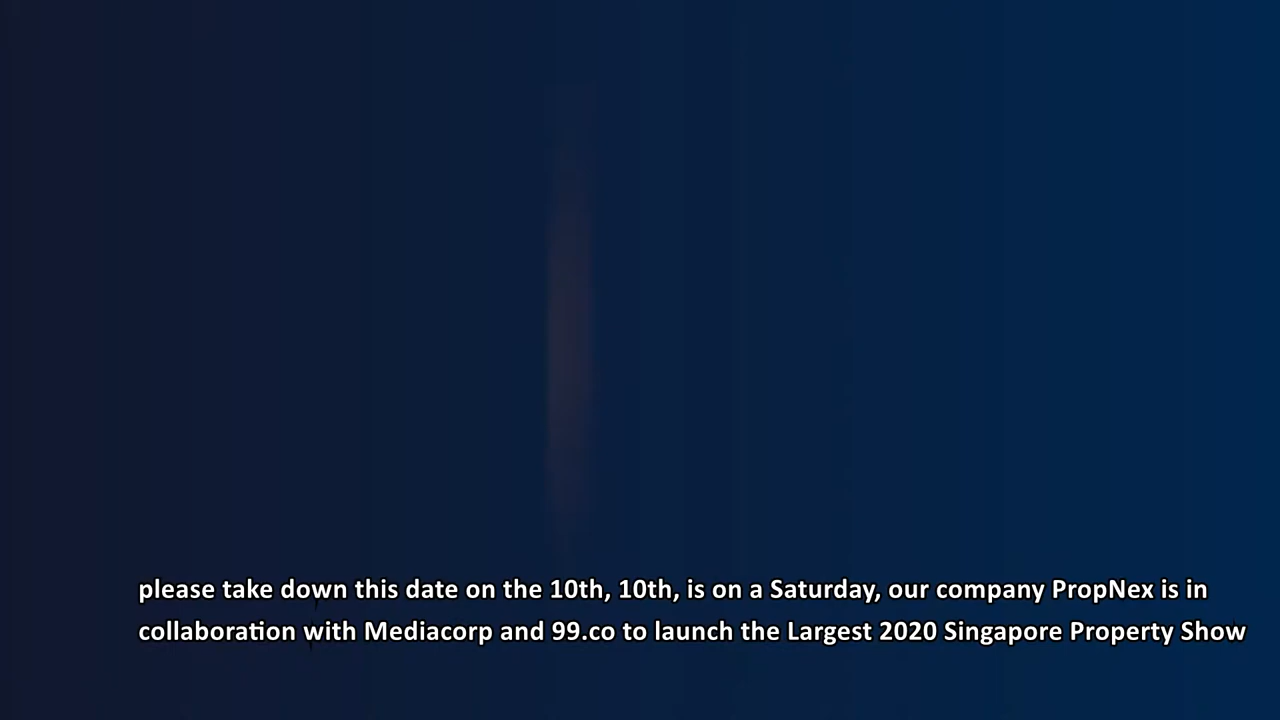 please take down this date on the 10th, 10th, is on a Saturday, our company PropNex is in
collaboration with Mediacorp and 99.co to launch the Largest 2020 Singapore Property Show